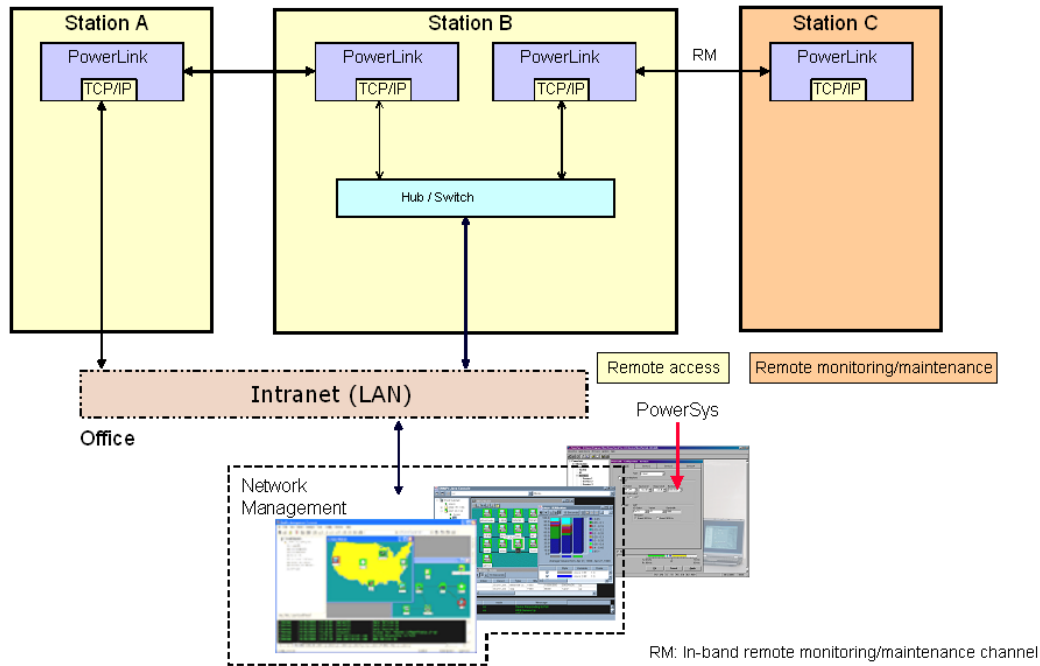 Station A
Station B
Station C
PowerLink
TCP/IP
PowerLink
TCP/IP
PowerLink
TCP/IP
RM
PowerLink
TCP/IP
Hub / Switch
Remote access
Remote monitoring/maintenance
Intranet (LAN)
PowerSys
Office
Network
Management
RM: In-band remote monitoring/maintenance channel